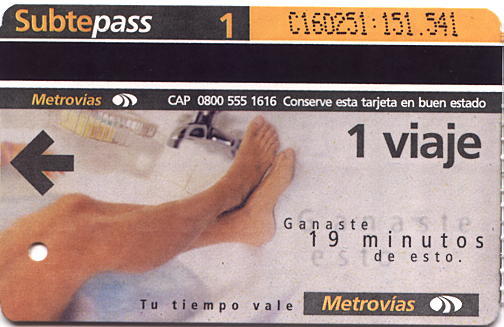 Subtepass 1 C160251:151.541
Metrovías CAP 0800 555 1616 Conserve esta tarjeta en buen estado
1 viaje
Ganaste
19 minutos
de esto.
Tu tiempo vale Metrovías